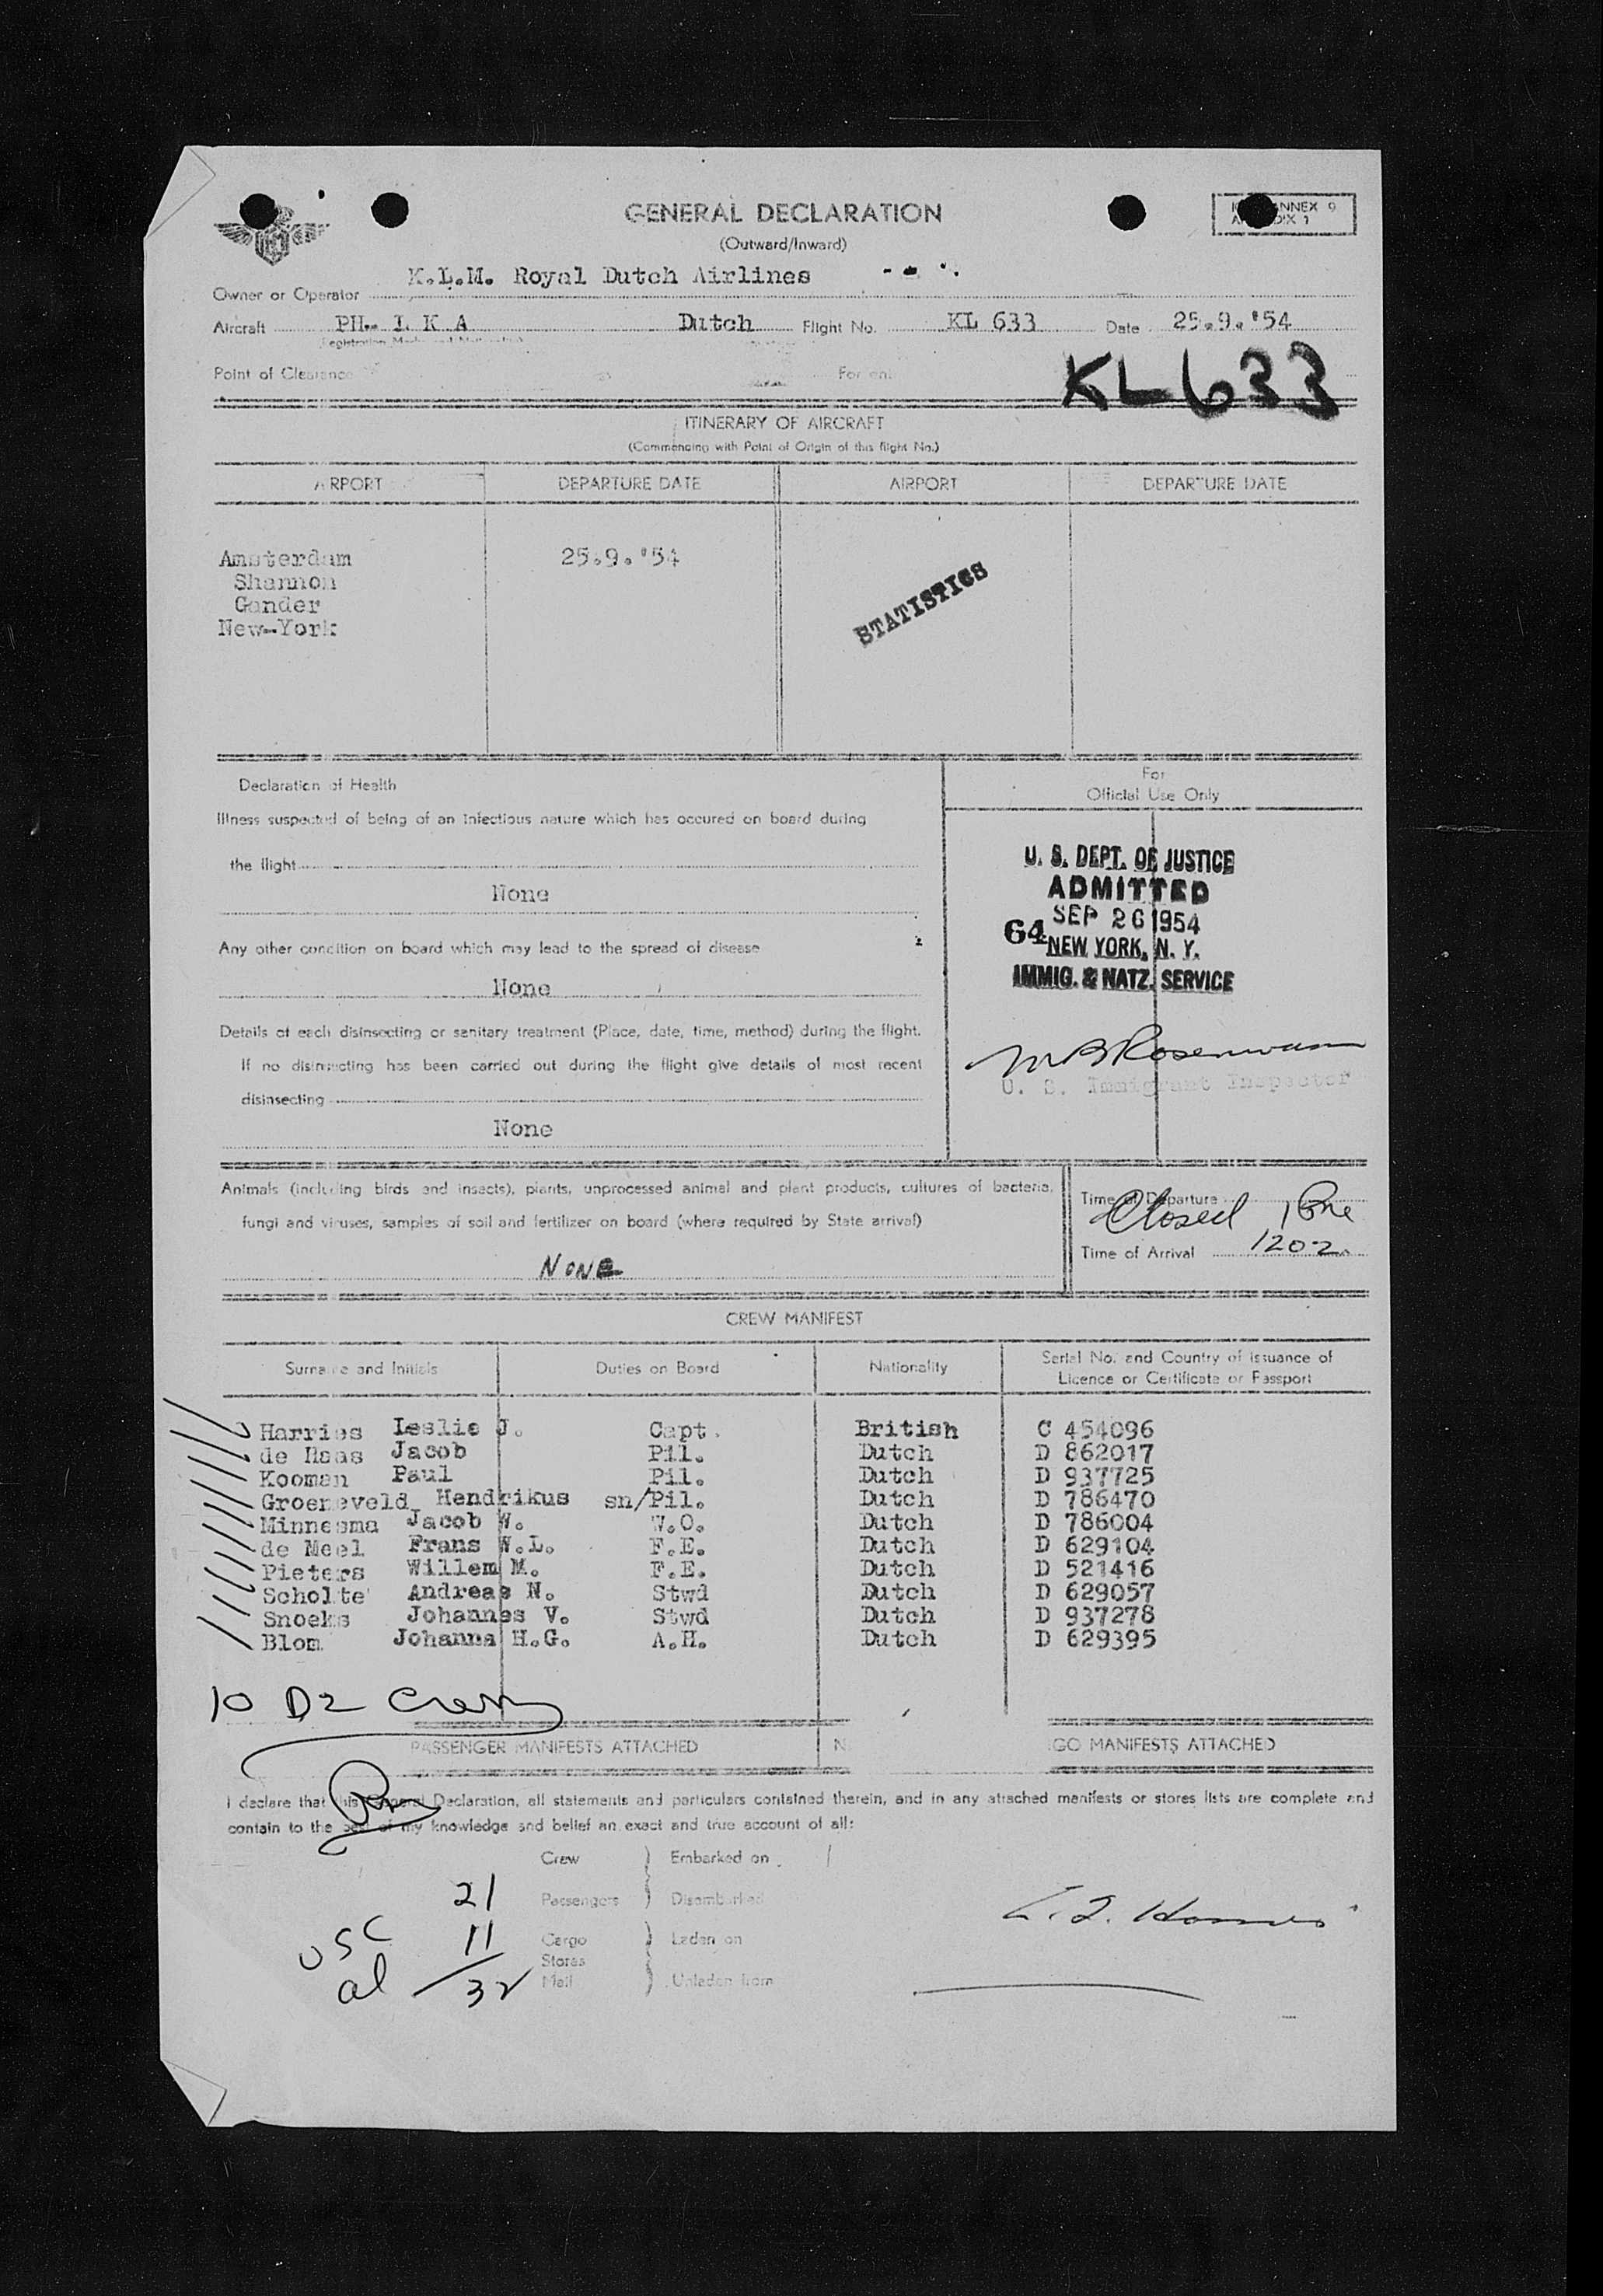 GENERAL DECLARATION
(Outward/Inward)
ANNEX 9
K.L.M. Royal Dutch Airlines
Owner or Operator
Aircraft PH. L K A Dutch Flight No. KL 633 Date 25.9.'54
Point of Clearance
KL 633
ITINERARY OF AIRCRAFT
(Commencing with Point of Origin of this flight No.)
AIRPORT DEPARTURE DATE AIRPORT DEPARTURE DATE
Amsterdam 25.9.'54
Shannon
Gander
New-York
STATISTICS
Declaration of Health
For
Official Use Only
Illness suspected of being of an infectious nature which has occured on board during
the flight
None
Any other condition on board which may lead to the spread of disease
None
Details of each disinsecting or sanitary treatment (Place, date, time, method) during the flight.
If no disinsecting has been carried out during the flight give details of most recent
disinsecting
None
U. S. DEPT. OF JUSTICE
ADMITTED
SEP 26 1954
64 NEW YORK, N. Y.
IMMIG. & NATZ. SERVICE
U. S. Immigrant Inspector
Animals (including birds and insects), plants, unprocessed animal and plant products, cultures of bacteria,
fungi and viruses, samples of soil and fertilizer on board (where required by State arrival)
NONE
Time of Departure
Closed
Time of Arrival 1202
CREW MANIFEST
Surname and Initials Duties on Board Nationality Serial No. and Country of issuance of
Licence or Certificate or Passport
Harries Leslie J. Capt. British C 454096
de Haas Jacob Pil. Dutch D 862017
Kooman Paul Pil. Dutch D 937725
Groeneveld Hendrikus sn/Pil. Dutch D 786470
Minnesma Jacob W. W.O. Dutch D 786004
de Meel Frans W.L. F.E. Dutch D 629104
Pieters Willem M. F.E. Dutch D 521416
Scholte Andreas N. Stwd Dutch D 629057
Snoeks Johannes V. Stwd Dutch D 937278
Blom Johanna H.G. A.H. Dutch D 629395
10 D2 Crew
PASSENGER MANIFESTS ATTACHED N GO MANIFESTS ATTACHED
I declare that this General Declaration, all statements and particulars contained therein, and in any attached manifests or stores lists are complete and
contain to the best of my knowledge and belief an exact and true account of all:
Crew ) Embarked on
21 Passengers ) Disembarked
USC 11 Cargo ) Laden on
Stores
al 32 Mail ) Unladen from